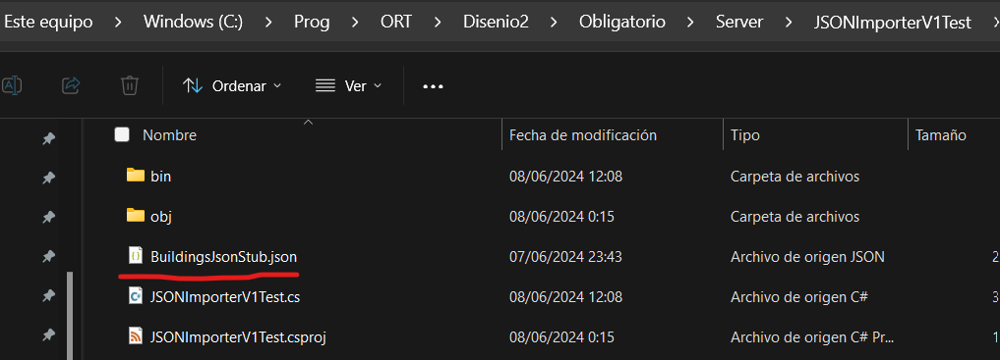 Este equipo > Windows (C:) > Prog > ORT > Disenio2 > Obligatorio > Server > JSONImporterV1Test >
Ordenar Ver ...
Nombre Fecha de modificación Tipo Tamaño
bin 08/06/2024 12:08 Carpeta de archivos
obj 08/06/2024 0:15 Carpeta de archivos
BuildingsJsonStub.json 07/06/2024 23:43 Archivo de origen JSON 2
JSONImporterV1Test.cs 08/06/2024 12:08 Archivo de origen C# 3
JSONImporterV1Test.csproj 08/06/2024 0:15 Archivo de origen C# Pr... 1